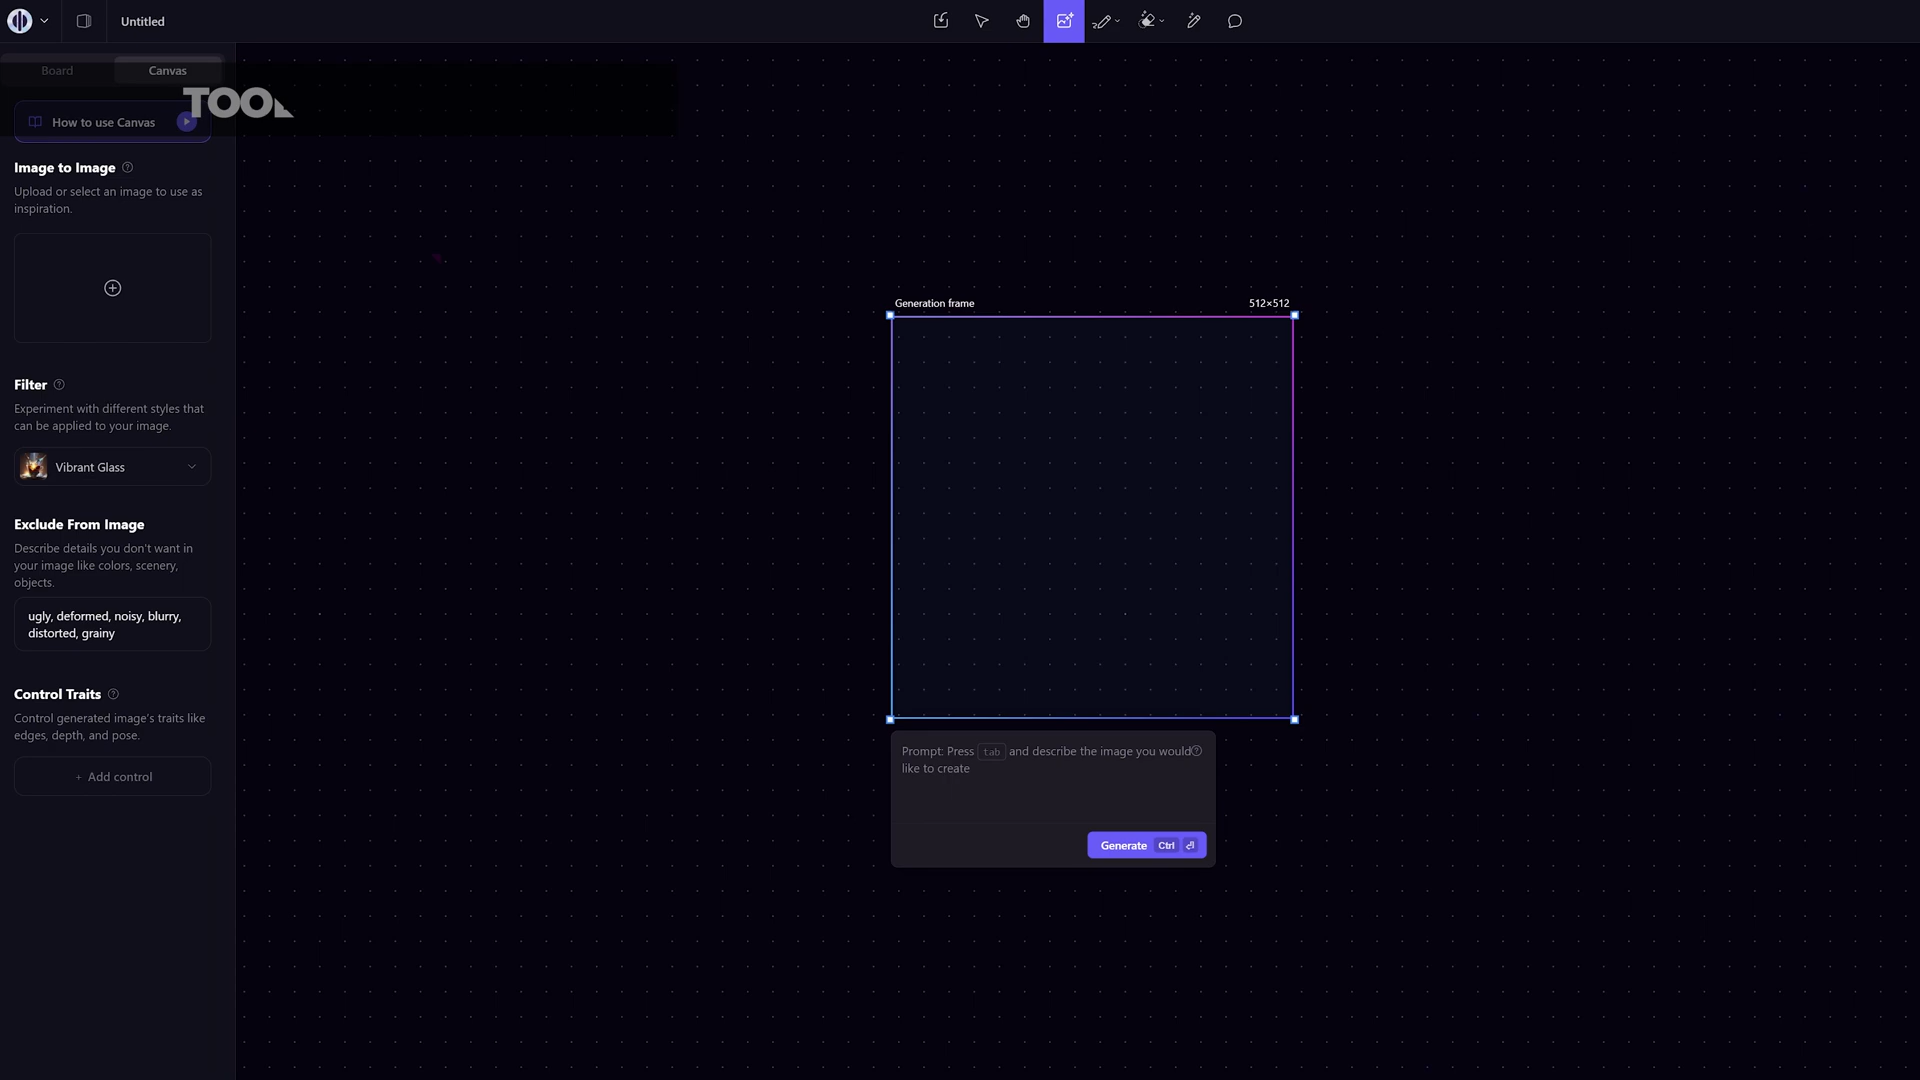 Untitled
Board
Canvas
TOOL
How to use Canvas
Image to Image
Upload or select an image to use as
inspiration.
Filter
Experiment with different styles that
can be applied to your image.
Vibrant Glass
Exclude From Image
Describe details you don't want in
your image like colors, scenery,
objects.
ugly, deformed, noisy, blurry,
distorted, grainy
Control Traits
Control generated image's traits like
edges, depth, and pose.
+ Add control
Generation frame
512×512
Prompt: Press tab and describe the image you would
like to create
Generate Ctrl